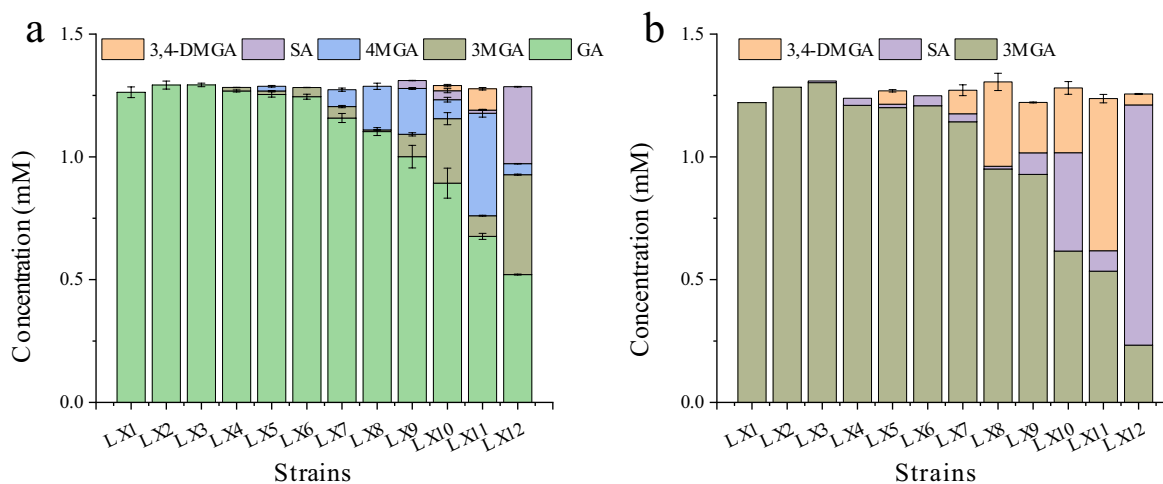 a
3,4-DMGA SA 4MGA 3MGA GA
1.5
1.0
0.5
0.0
Concentration (mM)
LX1 LX2 LX3 LX4 LX5 LX6 LX7 LX8 LX9 LX10 LX11 LX12
Strains
b
3,4-DMGA SA 3MGA
1.5
1.0
0.5
0.0
Concentration (mM)
LX1 LX2 LX3 LX4 LX5 LX6 LX7 LX8 LX9 LX10 LX11 LX12
Strains